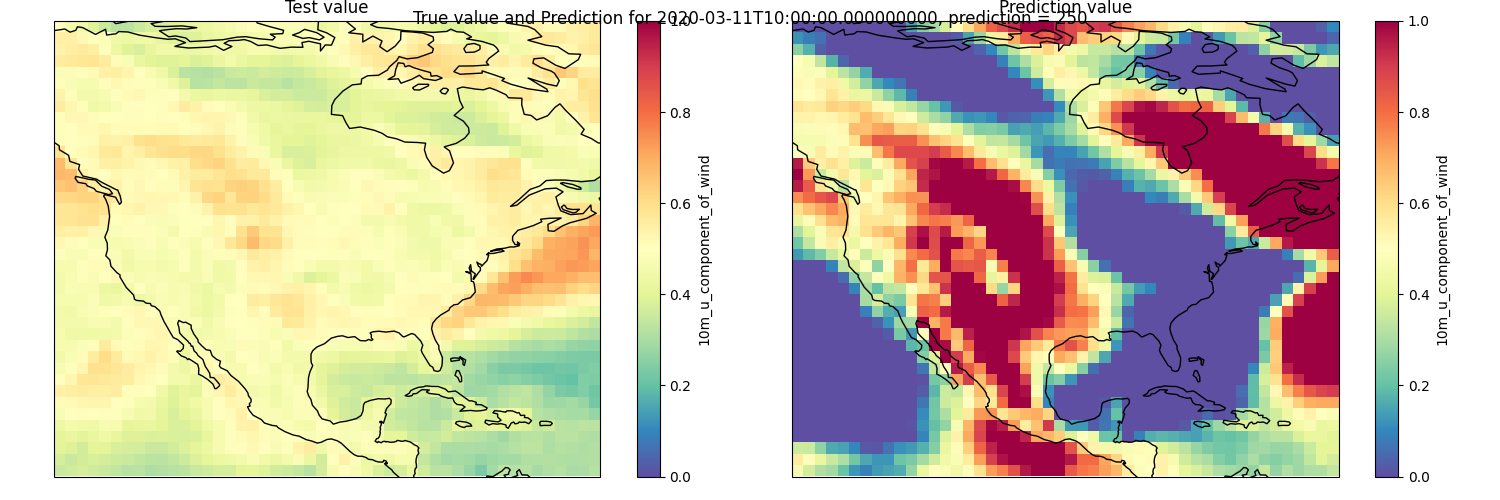 Test value
Prediction value
True value and Prediction for 2020-03-11T10:00:00.000000000, prediction = 250
1.0
0.8
0.6
0.4
0.2
0.0
10m_u_component_of_wind
1.0
0.8
0.6
0.4
0.2
0.0
10m_u_component_of_wind